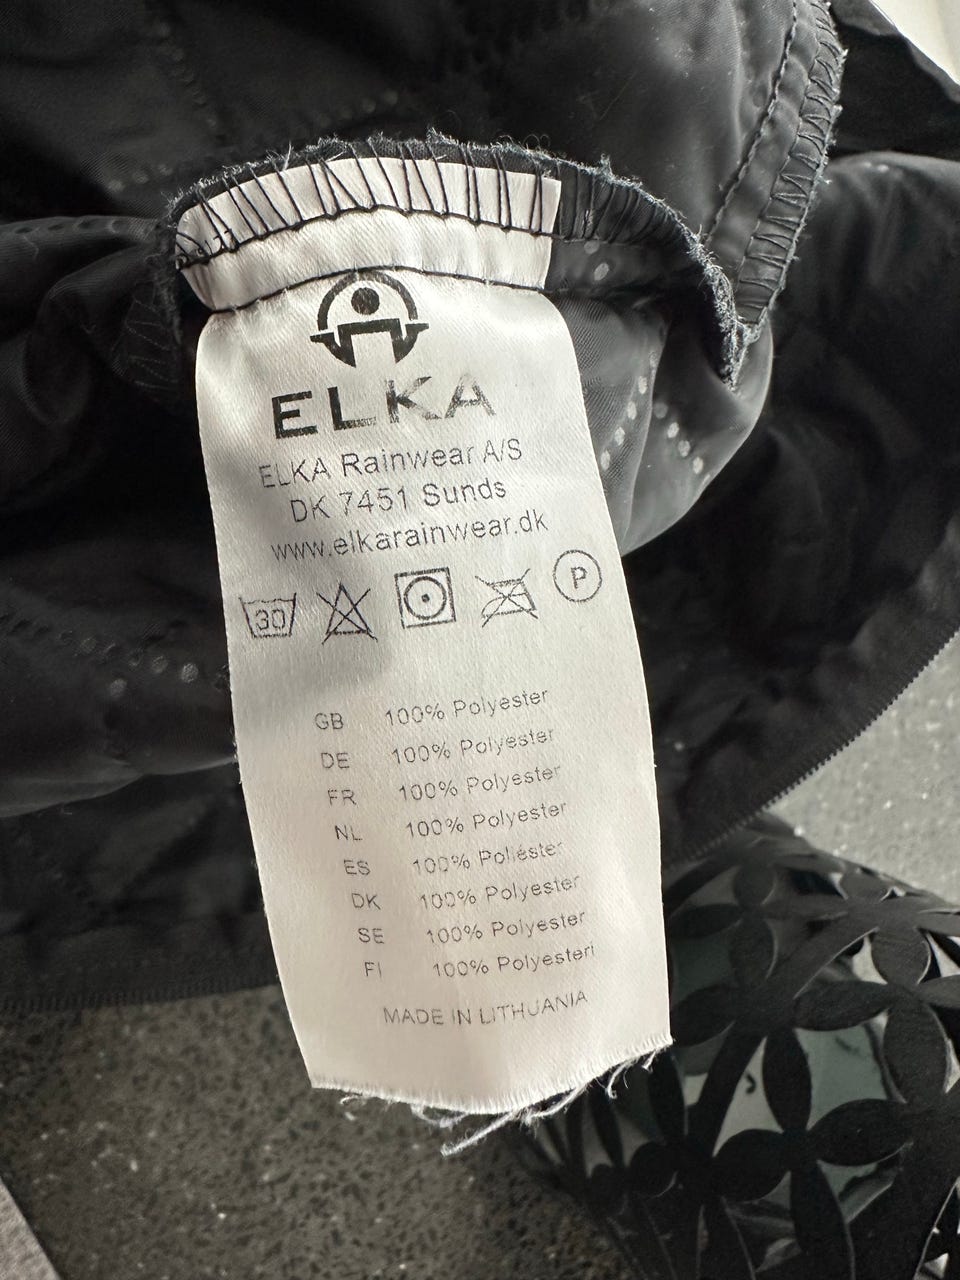 ELKA
ELKA Rainwear A/S
DK 7451 Sunds
www.elkarainwear.dk
30 P
GB 100% Polyester
DE 100% Polyester
FR 100% Polyester
NL 100% Polyester
ES 100% Poliéster
DK 100% Polyester
SE 100% Polyester
FI 100% Polyesteri
MADE IN LITHUANIA